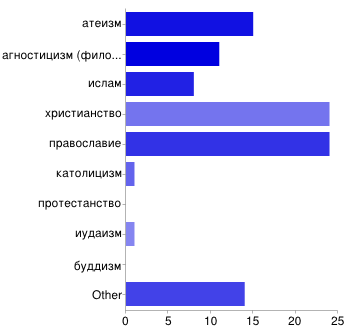 атеизм
агностицизм (фило...
ислам
христианство
православие
католицизм
протестанство
иудаизм
буддизм
Other
0 5 10 15 20 25